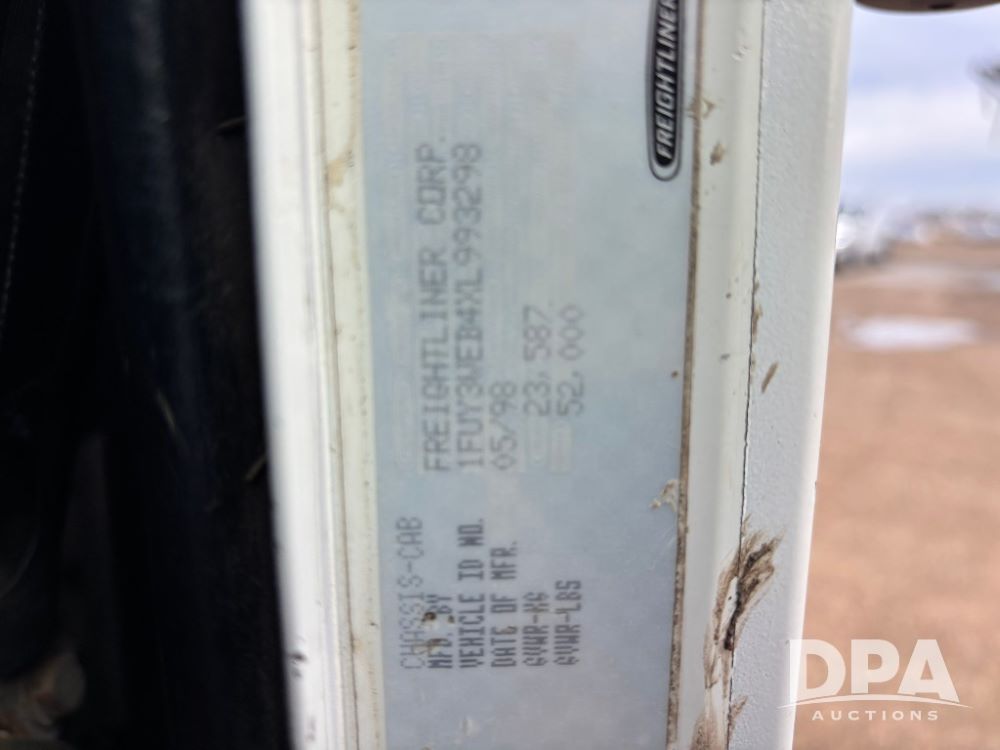 FREIGHTLINER
CHASSIS-CAB
MFD BY FREIGHTLINER CORP.
VEHICLE ID NO. 1FUY3WEB4XL993298
DATE OF MFR. 05/98
GVWR-KG 23,587
GVWR-LBS 52,000
DPA
AUCTIONS